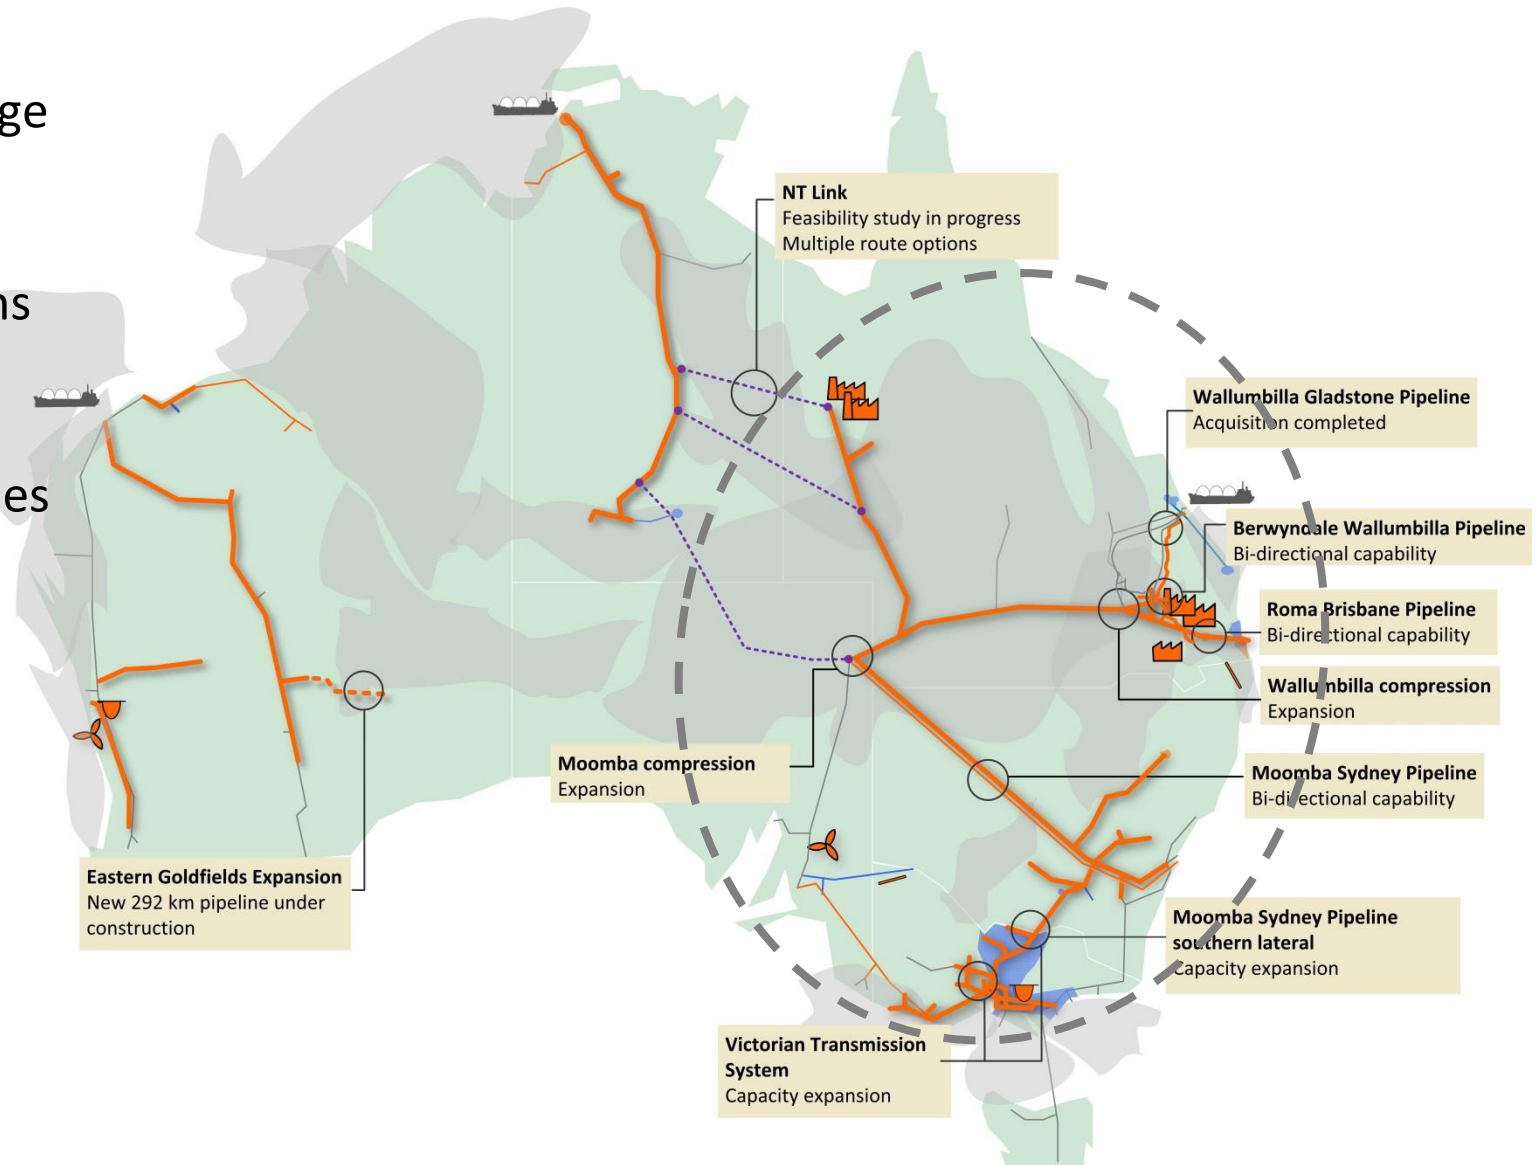 ge
ns
es
NT Link
Feasibility study in progress
Multiple route options
Wallumbilla Gladstone Pipeline
Acquisition completed
Berwyndale Wallumbilla Pipeline
Bi-directional capability
Roma Brisbane Pipeline
Bi-directional capability
Wallumbilla compression
Expansion
Moomba compression
Expansion
Moomba Sydney Pipeline
Bi-directional capability
Eastern Goldfields Expansion
New 292 km pipeline under
construction
Moomba Sydney Pipeline
southern lateral
Capacity expansion
Victorian Transmission
System
Capacity expansion